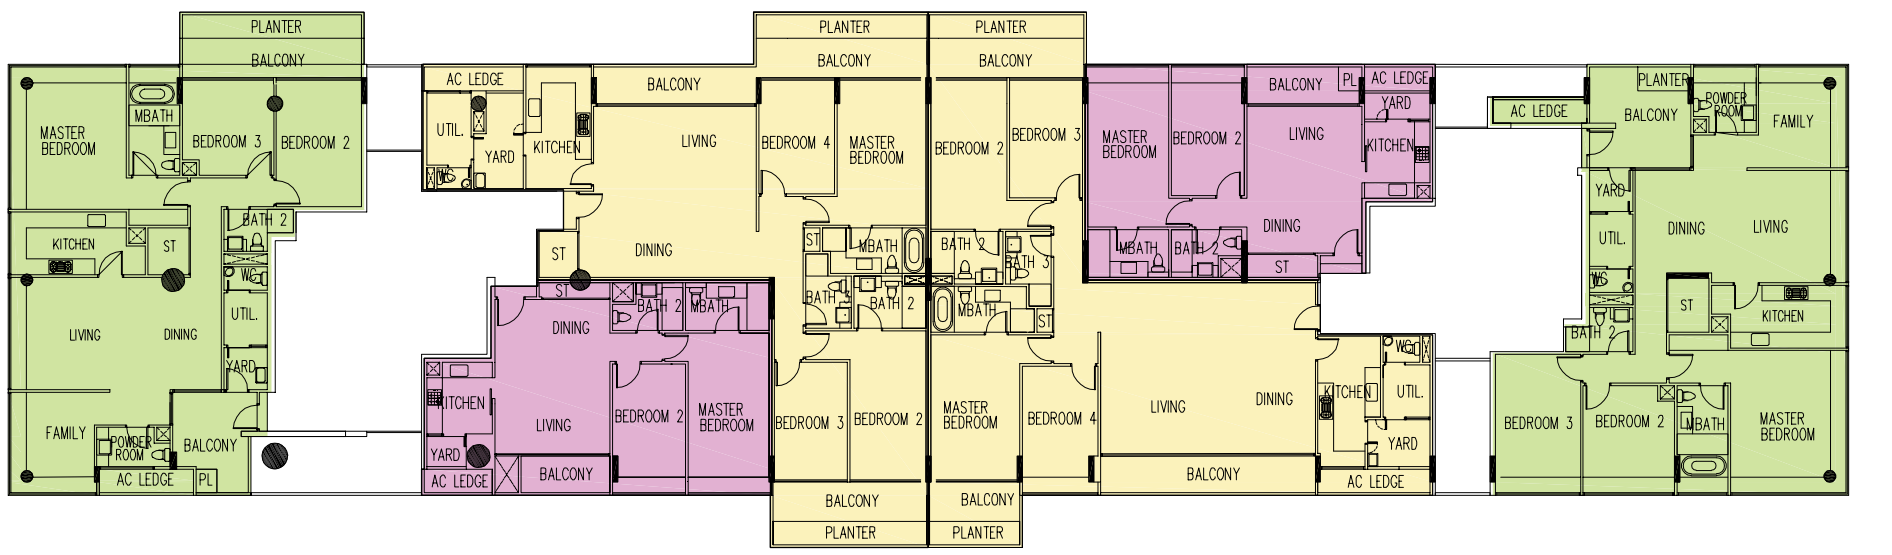 PLANTER
BALCONY
MASTER
BEDROOM
MBATH
BEDROOM 3
BEDROOM 2
BATH 2
KITCHEN
ST
WC
UTIL.
YARD
LIVING
DINING
FAMILY
POWDER
ROOM
BALCONY
AC LEDGE
PL
AC LEDGE
UTIL.
YARD
WC
KITCHEN
BALCONY
LIVING
DINING
ST
PLANTER
BALCONY
BEDROOM 4
MASTER
BEDROOM
ST
MBATH
BATH 3
BATH 2
BEDROOM 3
BEDROOM 2
BALCONY
PLANTER
ST
DINING
BATH 2
MBATH
KITCHEN
LIVING
BEDROOM 2
MASTER
BEDROOM
YARD
AC LEDGE
BALCONY
PLANTER
BALCONY
BEDROOM 2
BEDROOM 3
BATH 2
BATH 3
MBATH
ST
MASTER
BEDROOM
BEDROOM 4
BALCONY
PLANTER
LIVING
DINING
BALCONY
KITCHEN
WC
UTIL.
YARD
AC LEDGE
MASTER
BEDROOM
BEDROOM 2
BALCONY
PL
AC LEDGE
YARD
LIVING
KITCHEN
DINING
MBATH
BATH 2
ST
AC LEDGE
PLANTER
BALCONY
POWDER
ROOM
FAMILY
YARD
UTIL.
WC
DINING
LIVING
ST
KITCHEN
BATH 2
BEDROOM 3
BEDROOM 2
MBATH
MASTER
BEDROOM